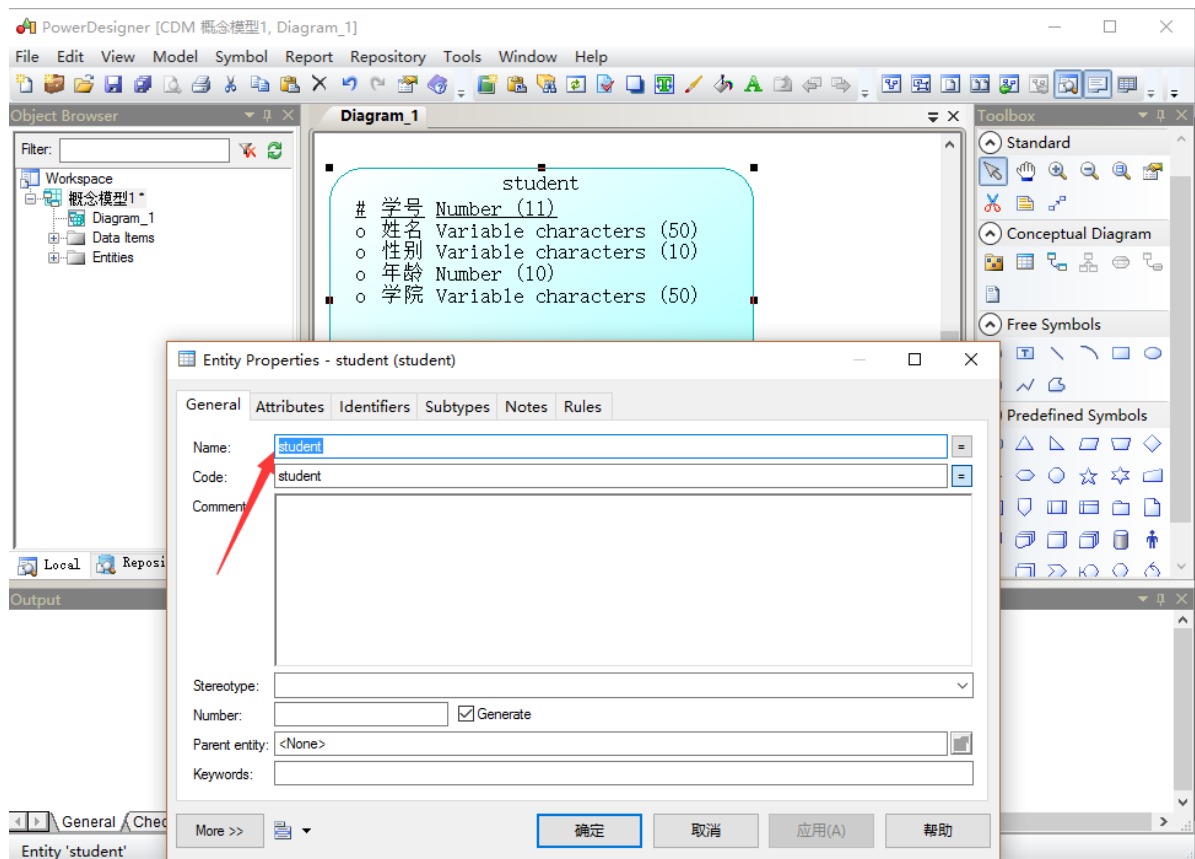 PowerDesigner [CDM 概念模型1, Diagram_1]
File Edit View Model Symbol Report Repository Tools Window Help
Object Browser
Diagram_1
Toolbox
Filter:
Workspace
概念模型1 *
Diagram_1
Data Items
Entities
student
# 学号 Number (11)
o 姓名 Variable characters (50)
o 性别 Variable characters (10)
o 年龄 Number (10)
o 学院 Variable characters (50)
Standard
Conceptual Diagram
Free Symbols
Predefined Symbols
Entity Properties - student (student)
General Attributes Identifiers Subtypes Notes Rules
Name: student =
Code: student =
Comment
Stereotype:
Number: Generate
Parent entity: <None>
Keywords:
More >> 确定 取消 应用(A) 帮助
Local Reposi
Output
General Chec
Entity 'student'